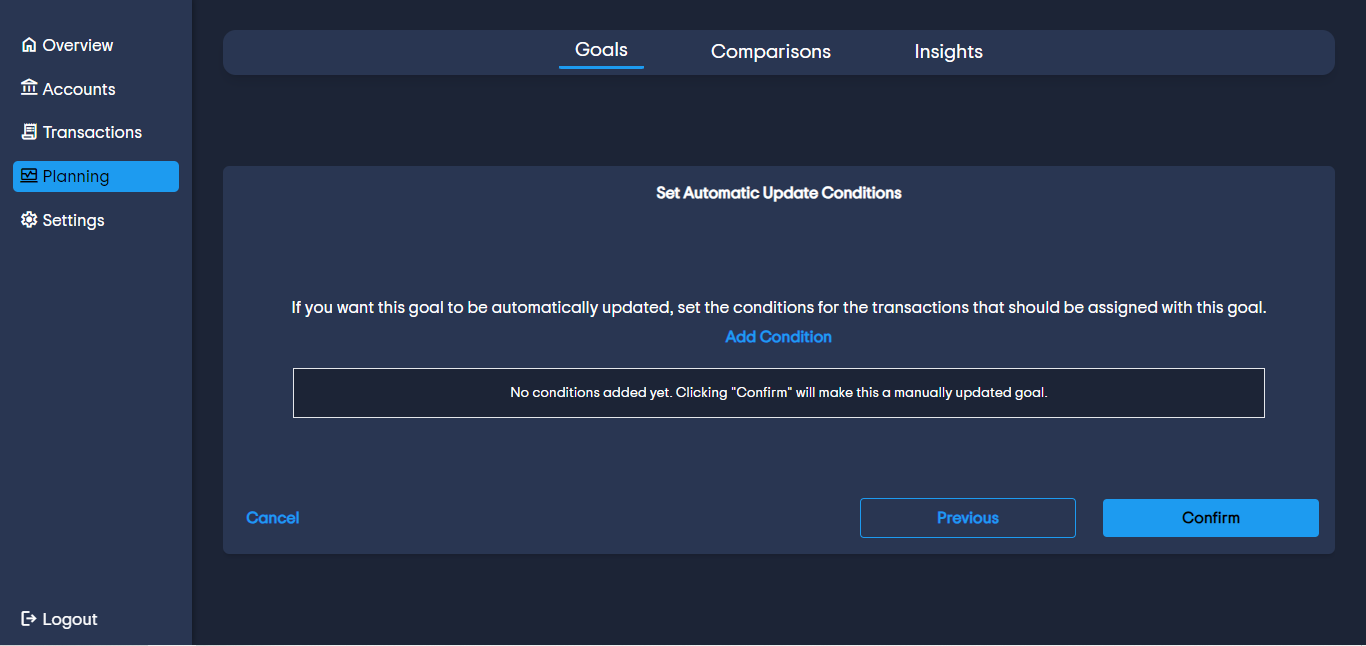 Overview
Accounts
Transactions
Planning
Settings
Logout
Goals
Comparisons
Insights
Set Automatic Update Conditions
If you want this goal to be automatically updated, set the conditions for the transactions that should be assigned with this goal.
Add Condition
No conditions added yet. Clicking "Confirm" will make this a manually updated goal.
Cancel
Previous
Confirm